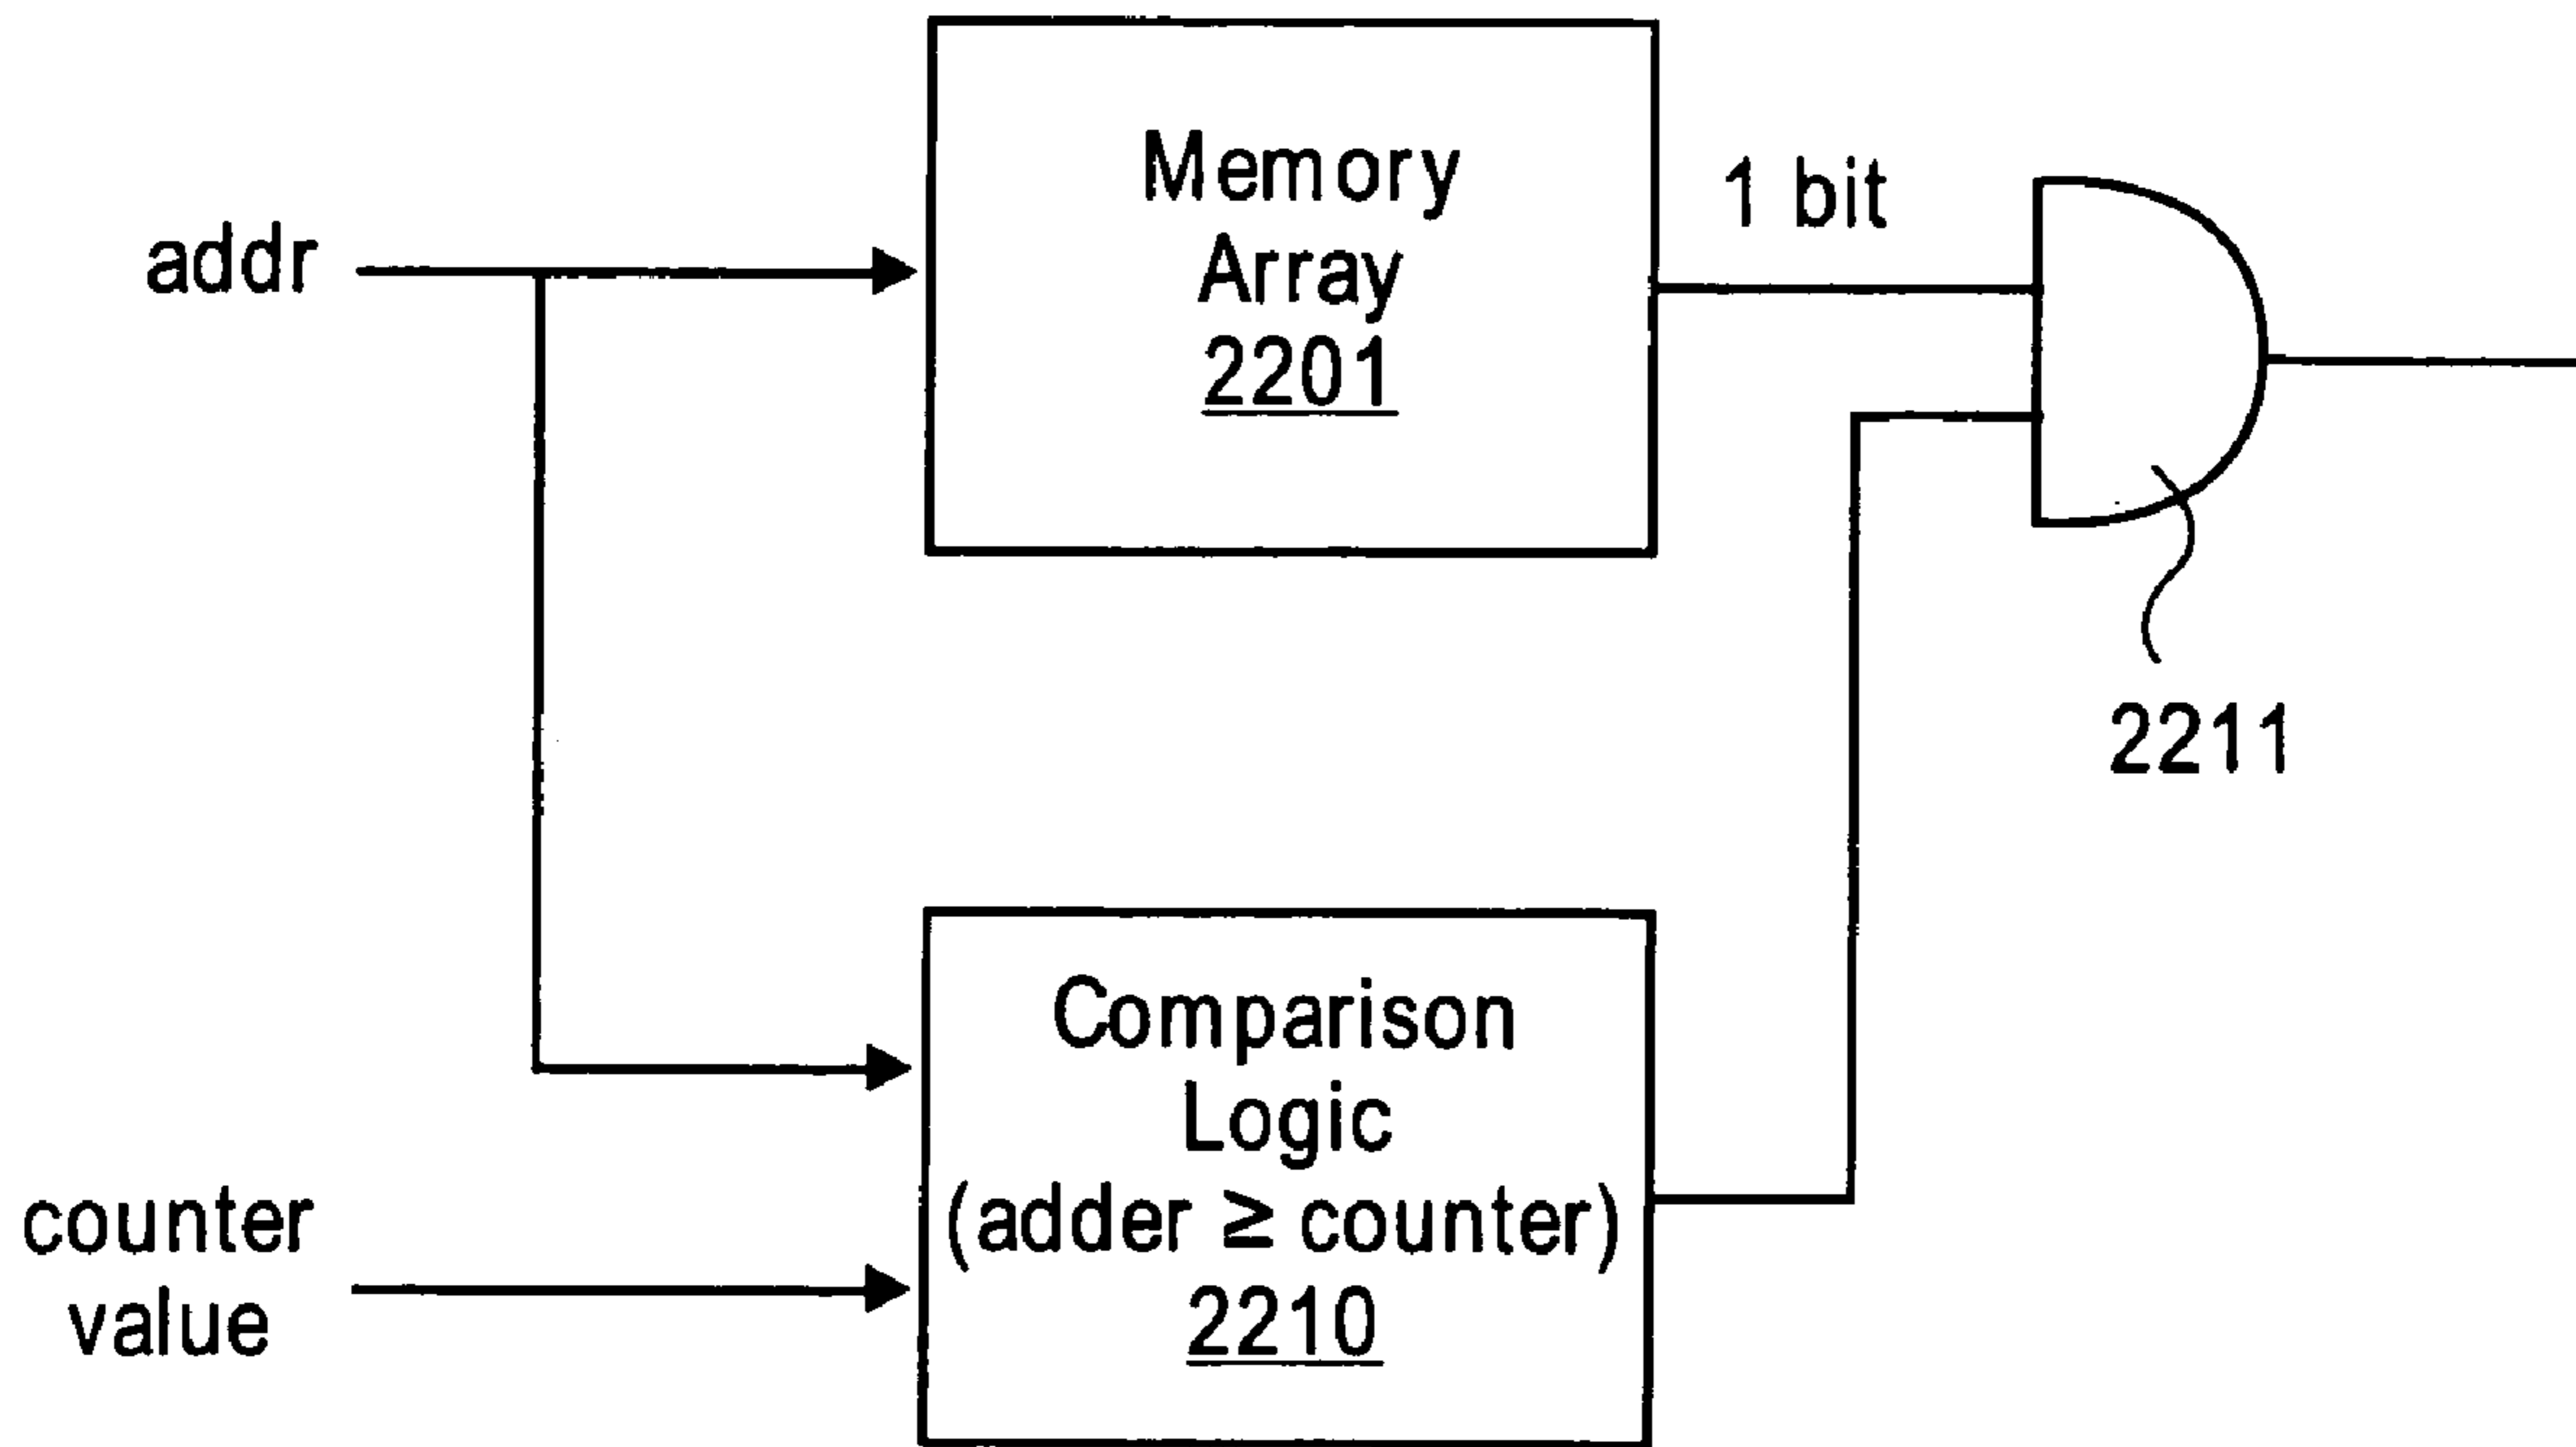 addr
Memory
Array
2201
1 bit
2211
Comparison
Logic
(adder ≥ counter)
2210
counter
value